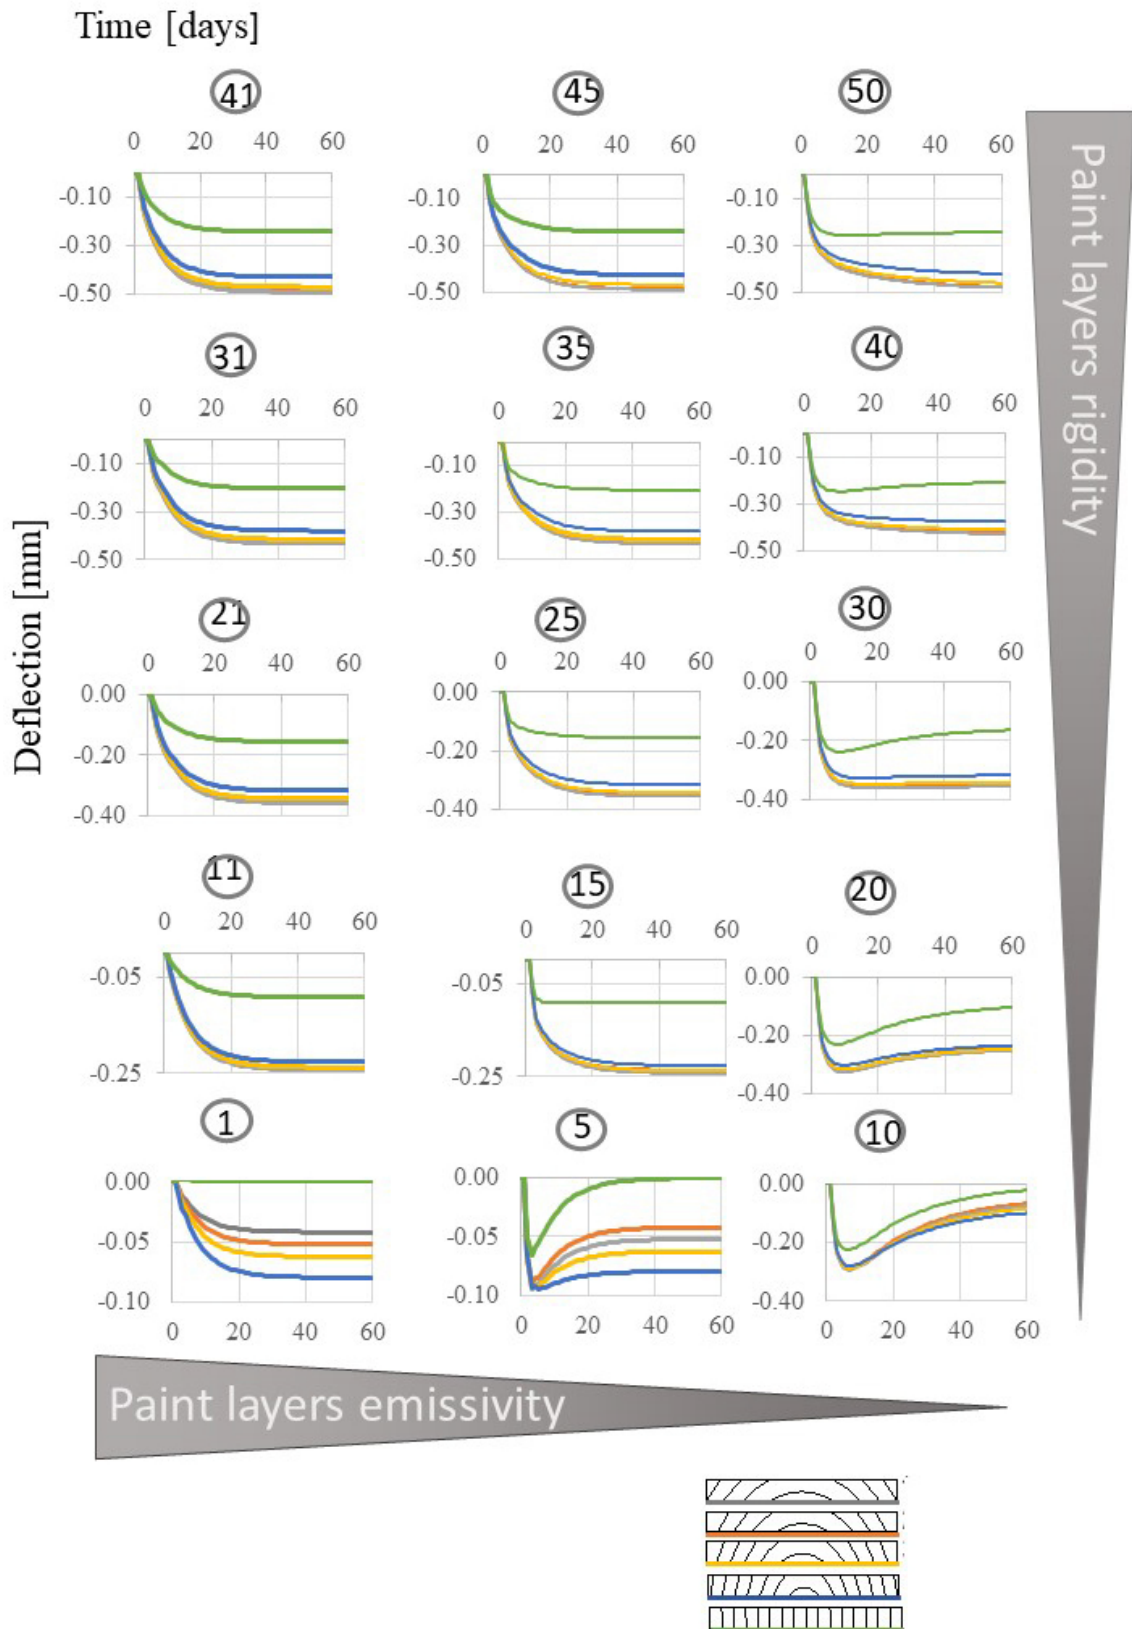 Time [days]
41 45 50
0 20 40 60 0 20 40 60 0 20 40 60
-0.10 -0.10 -0.10
-0.30 -0.30 -0.30
-0.50 -0.50 -0.50
31 35 40
0 20 40 60 0 20 40 60 0 20 40 60
-0.10 -0.10 -0.10
-0.30 -0.30 -0.30
-0.50 -0.50 -0.50
21 25 30
0 20 40 60 0 20 40 60 0 20 40 60
0.00 0.00 0.00
-0.20 -0.20 -0.20
-0.40 -0.40 -0.40
11 15 20
0 20 40 60 0 20 40 60 0 20 40 60
-0.05 -0.05 0.00
-0.20
-0.25 -0.25 -0.40
1 5 10
0.00 0.00 0.00
-0.05 -0.05 -0.20
-0.10 -0.10 -0.40
0 20 40 60 0 20 40 60 0 20 40 60
Deflection [mm]
Paint layers rigidity
Paint layers emissivity